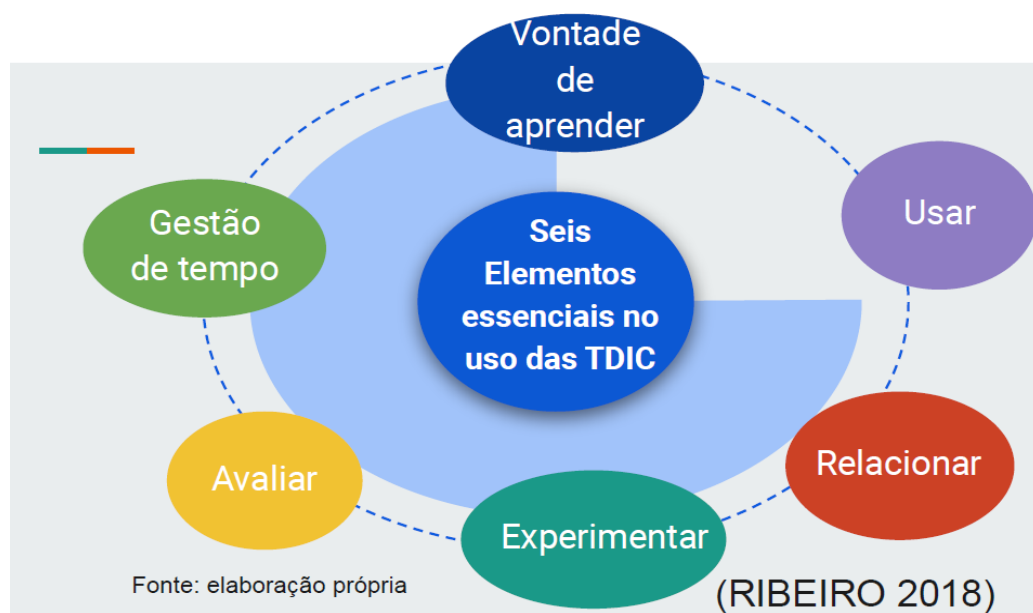 Vontade
de
aprender
Usar
Gestão
de tempo
Seis
Elementos
essenciais no
uso das TDIC
Relacionar
Avaliar
Experimentar
Fonte: elaboração própria
(RIBEIRO 2018)